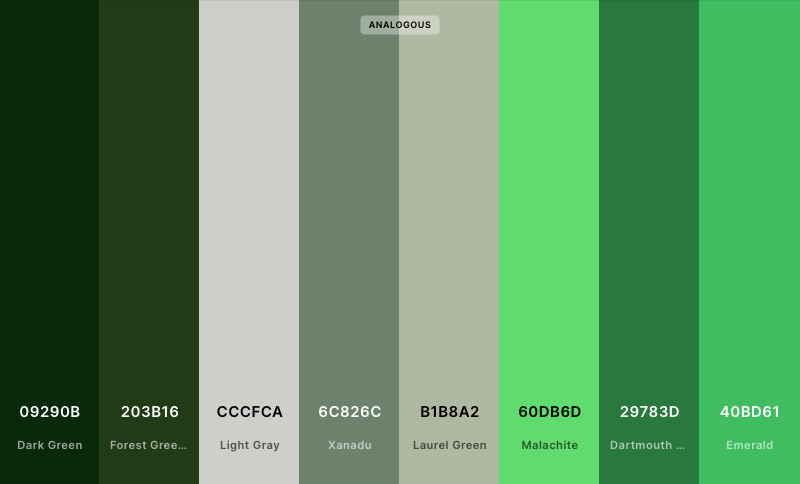 ANALOGOUS
09290B
Dark Green
203B16
Forest Gree...
CCCFCA
Light Gray
6C826C
Xanadu
B1B8A2
Laurel Green
60DB6D
Malachite
29783D
Dartmouth ...
40BD61
Emerald